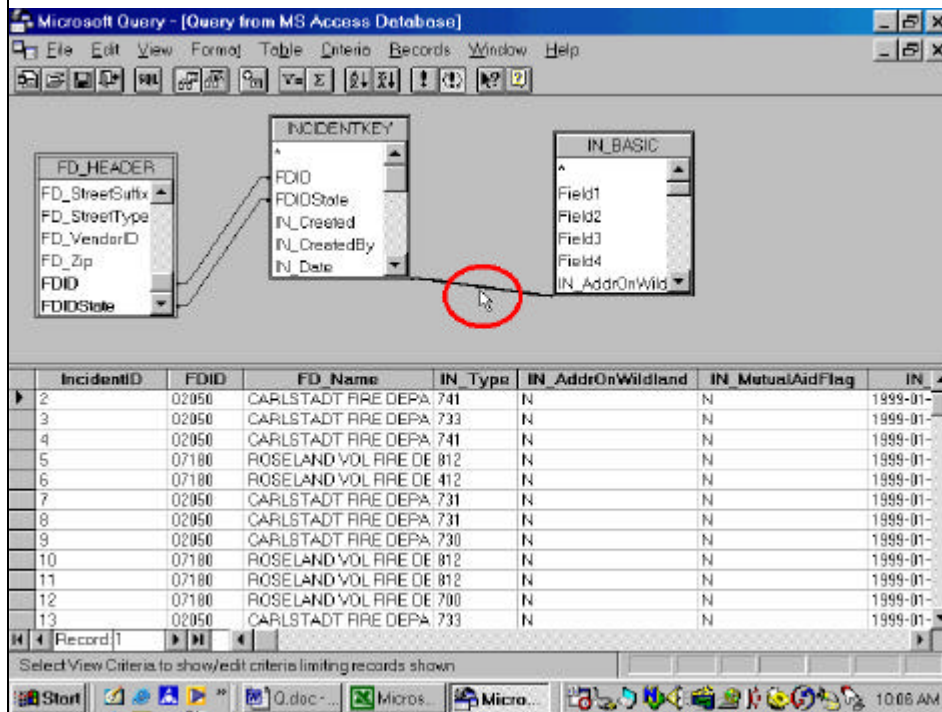 Microsoft Query - [Query from MS Access Database]
File Edit View Format Table Criteria Records Window Help
SQL
INCIDENTKEY
*
FDID
FDIDState
IN_Created
IN_CreatedBy
IN_Date
IN_BASIC
*
Field1
Field2
Field3
Field4
IN_AddrOnWild
FD_HEADER
FD_StreetSuffix
FD_StreetType
FD_VendorID
FD_Zip
FDID
FDIDState
IncidentID FDID FD_Name IN_Type IN_AddrOnWildland IN_MutualAidFlag IN_
2 02050 CARLSTADT FIRE DEPA 741 N N 1999-01-
3 02050 CARLSTADT FIRE DEPA 733 N N 1999-01-
4 02050 CARLSTADT FIRE DEPA 741 N N 1999-01-
5 07180 ROSELAND VOL FIRE DE 812 N N 1999-01-
6 07180 ROSELAND VOL FIRE DE 412 N N 1999-01-
7 02050 CARLSTADT FIRE DEPA 731 N N 1999-01-
8 02050 CARLSTADT FIRE DEPA 731 N N 1999-01-
9 02050 CARLSTADT FIRE DEPA 730 N N 1999-01-
10 07180 ROSELAND VOL FIRE DE 812 N N 1999-01-
11 07180 ROSELAND VOL FIRE DE 812 N N 1999-01-
12 07180 ROSELAND VOL FIRE DE 700 N N 1999-01-
13 02050 CARLSTADT FIRE DEPA 733 N N 1999-01-
Record: 1
Select View Criteria to show/edit criteria limiting records shown
Start Q.doc -... Micros... Micro... 10:06 AM